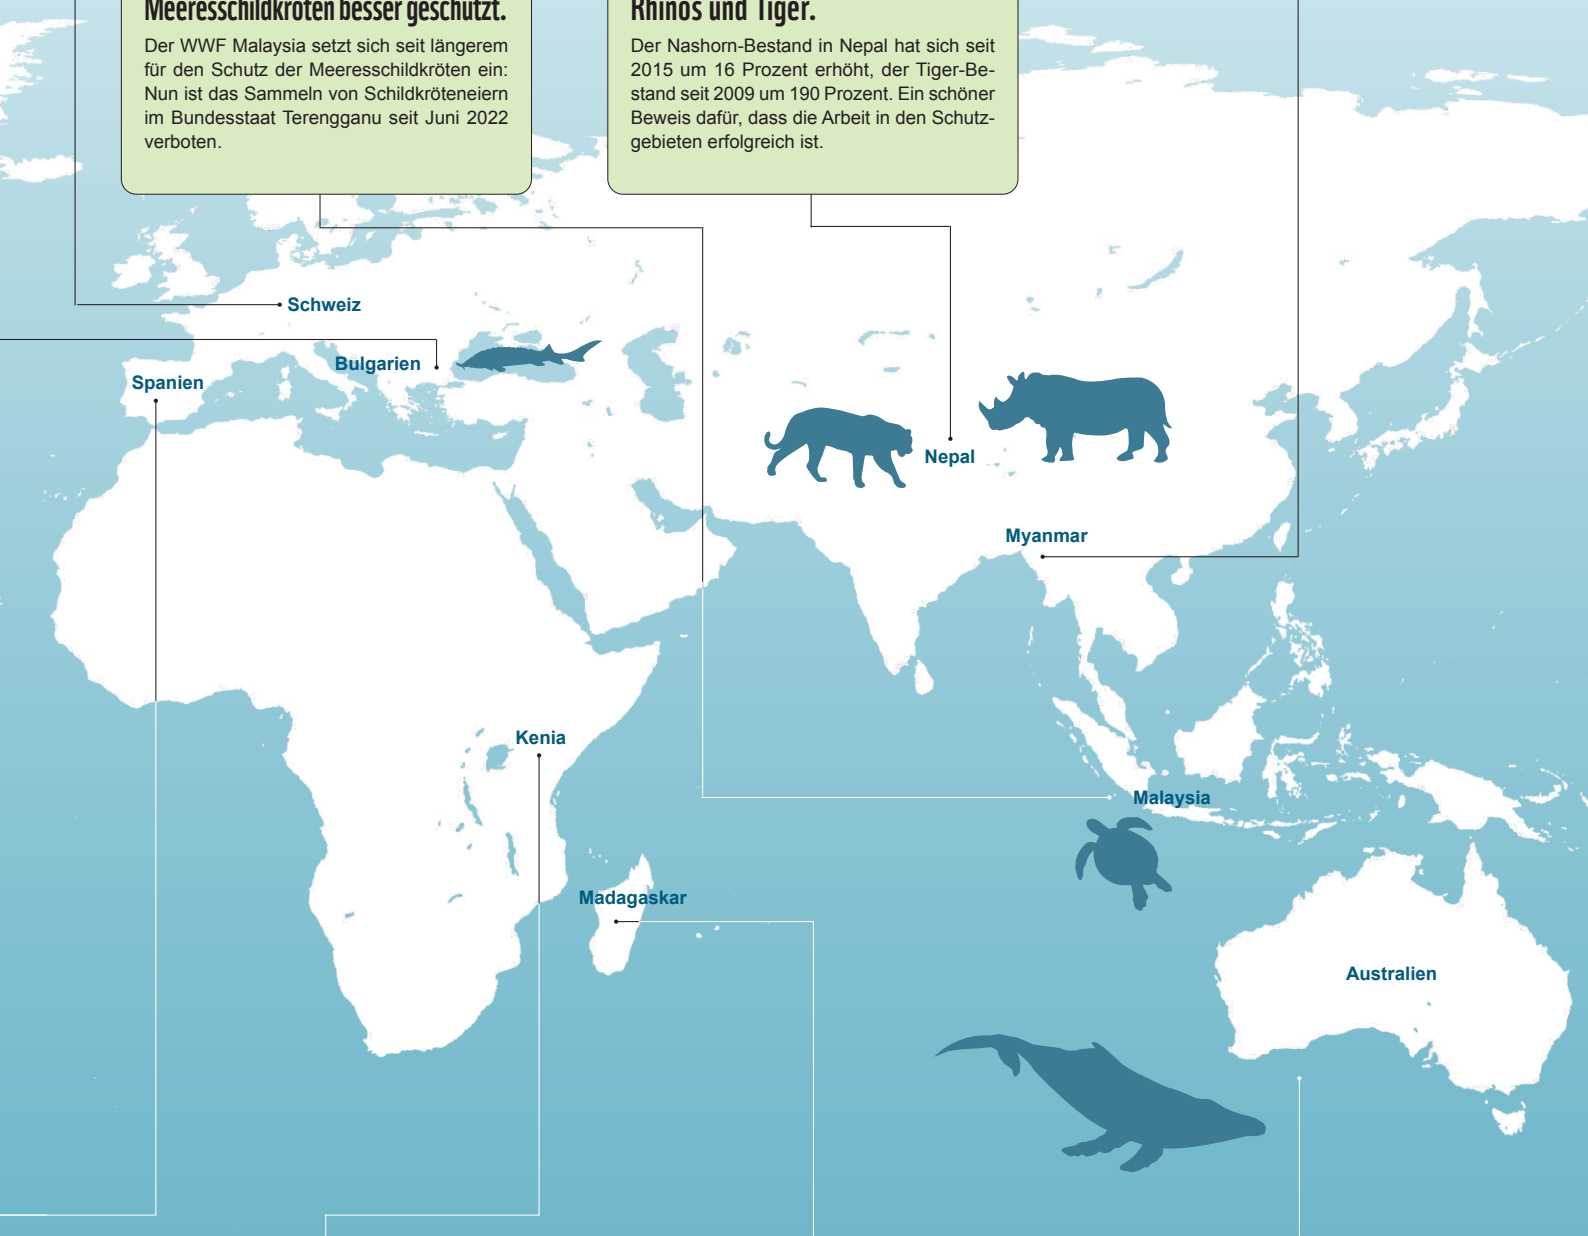 Meeresschildkröten besser geschützt.
Der WWF Malaysia setzt sich seit längerem
für den Schutz der Meeresschildkröten ein:
Nun ist das Sammeln von Schildkröteneiern
im Bundesstaat Terengganu seit Juni 2022
verboten.
Rhinos und Tiger.
Der Nashorn-Bestand in Nepal hat sich seit
2015 um 16 Prozent erhöht, der Tiger-Be-
stand seit 2009 um 190 Prozent. Ein schöner
Beweis dafür, dass die Arbeit in den Schutz-
gebieten erfolgreich ist.
Schweiz
Bulgarien
Spanien
Nepal
Myanmar
Kenia
Malaysia
Madagaskar
Australien